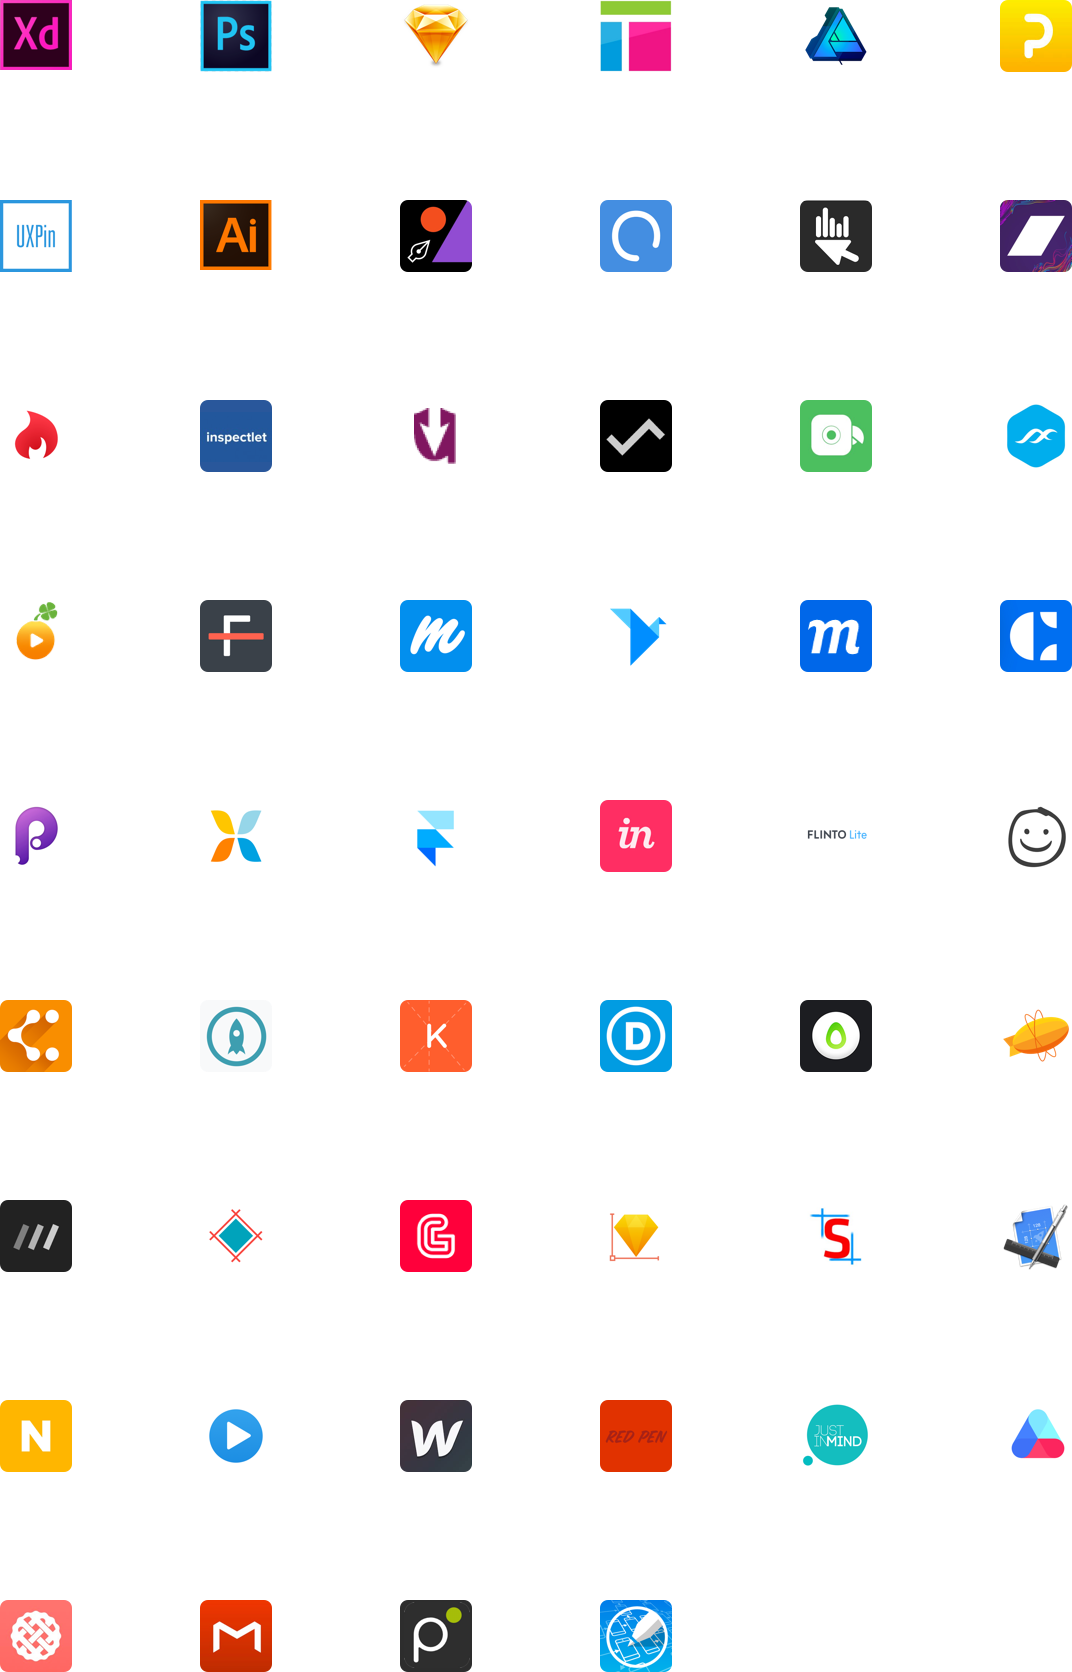 Xd
Ps
UXPin
Ai
inspectlet
m
m
in
FLINTO Lite
K
D
G
S
N
W
RED PEN
JUST
INMIND
M
p